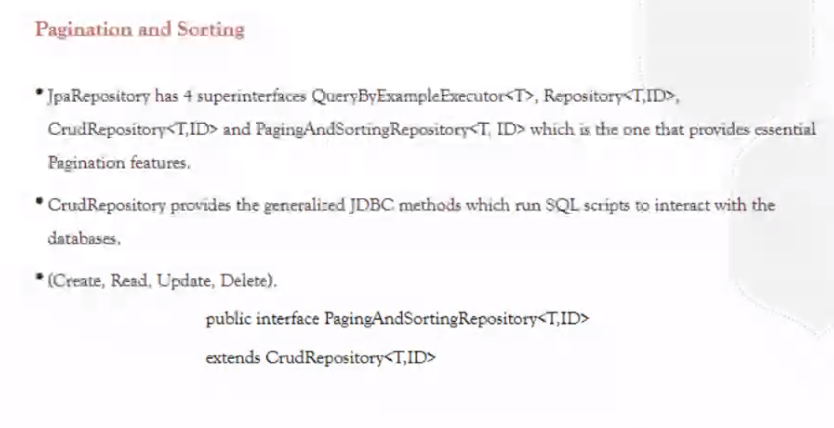 Pagination and Sorting
• JpaRepository has 4 superinterfaces QueryByExampleExecutor<T>, Repository<T,ID>,
CrudRepository<T,ID> and PagingAndSortingRepository<T, ID> which is the one that provides essential
Pagination features.
• CrudRepository provides the generalized JDBC methods which run SQL scripts to interact with the
databases.
• (Create, Read, Update, Delete).
public interface PagingAndSortingRepository<T,ID>
extends CrudRepository<T,ID>